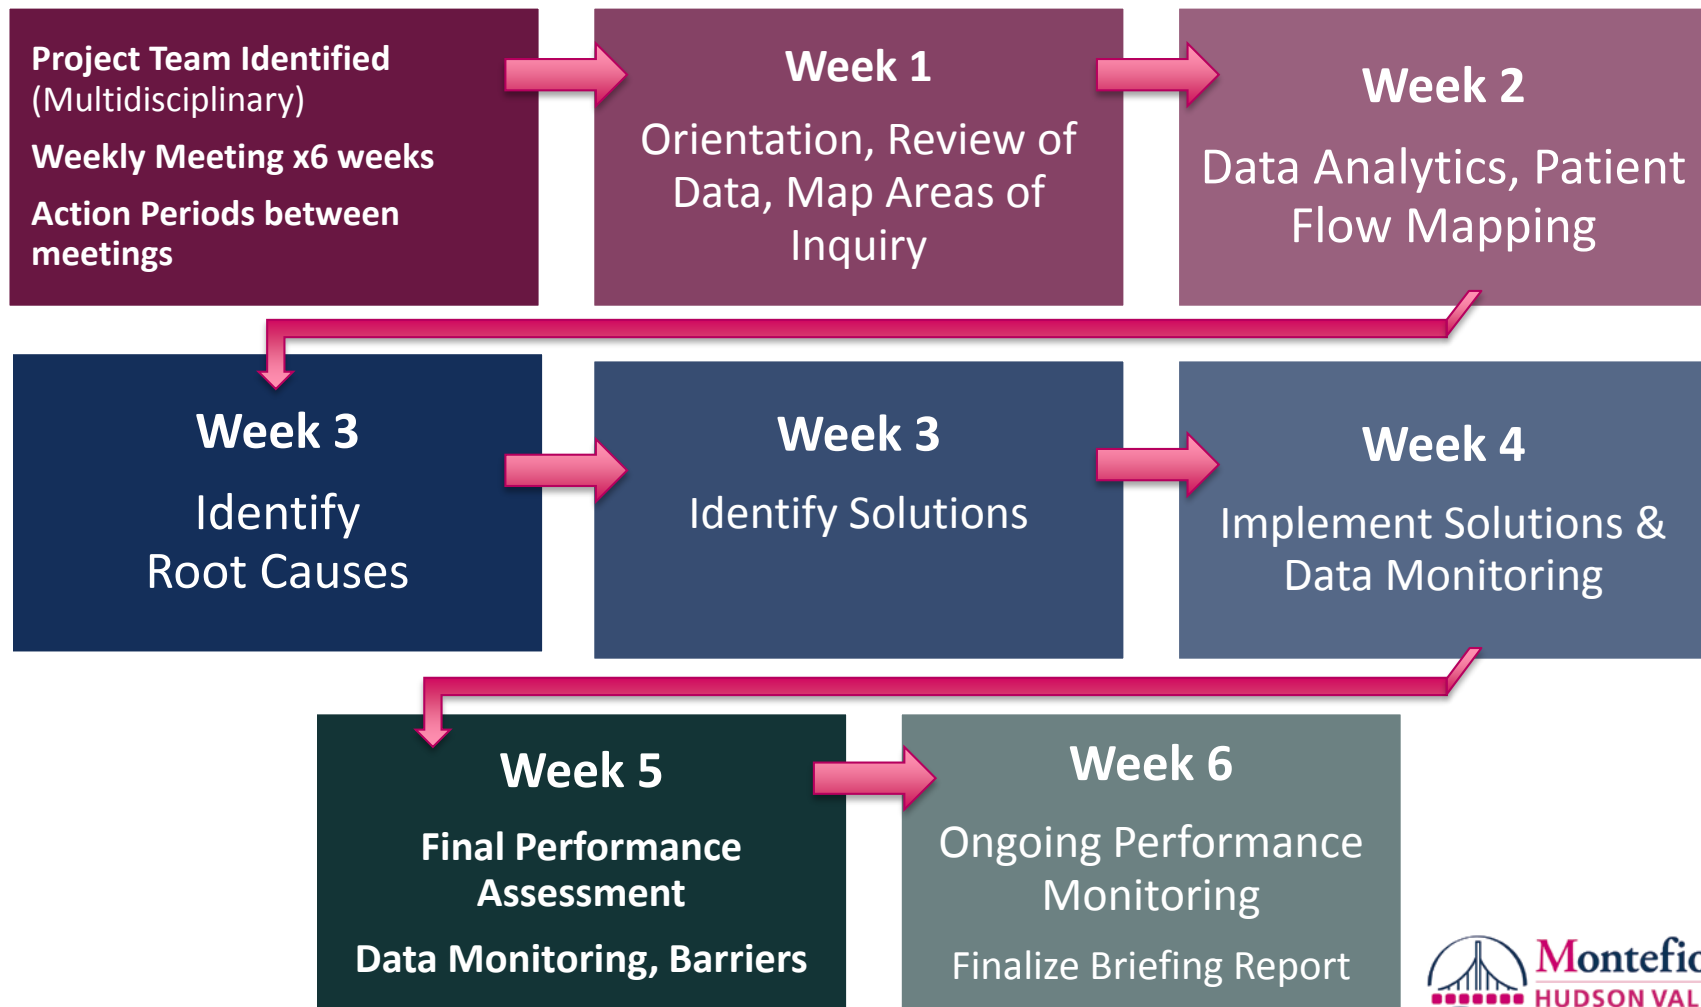 Project Team Identified
(Multidisciplinary)
Weekly Meeting x6 weeks
Action Periods between
meetings
Week 1
Orientation, Review of
Data, Map Areas of
Inquiry
Week 2
Data Analytics, Patient
Flow Mapping
Week 3
Identify
Root Causes
Week 3
Identify Solutions
Week 4
Implement Solutions &
Data Monitoring
Week 5
Final Performance
Assessment
Data Monitoring, Barriers
Week 6
Ongoing Performance
Monitoring
Finalize Briefing Report
HUDSON